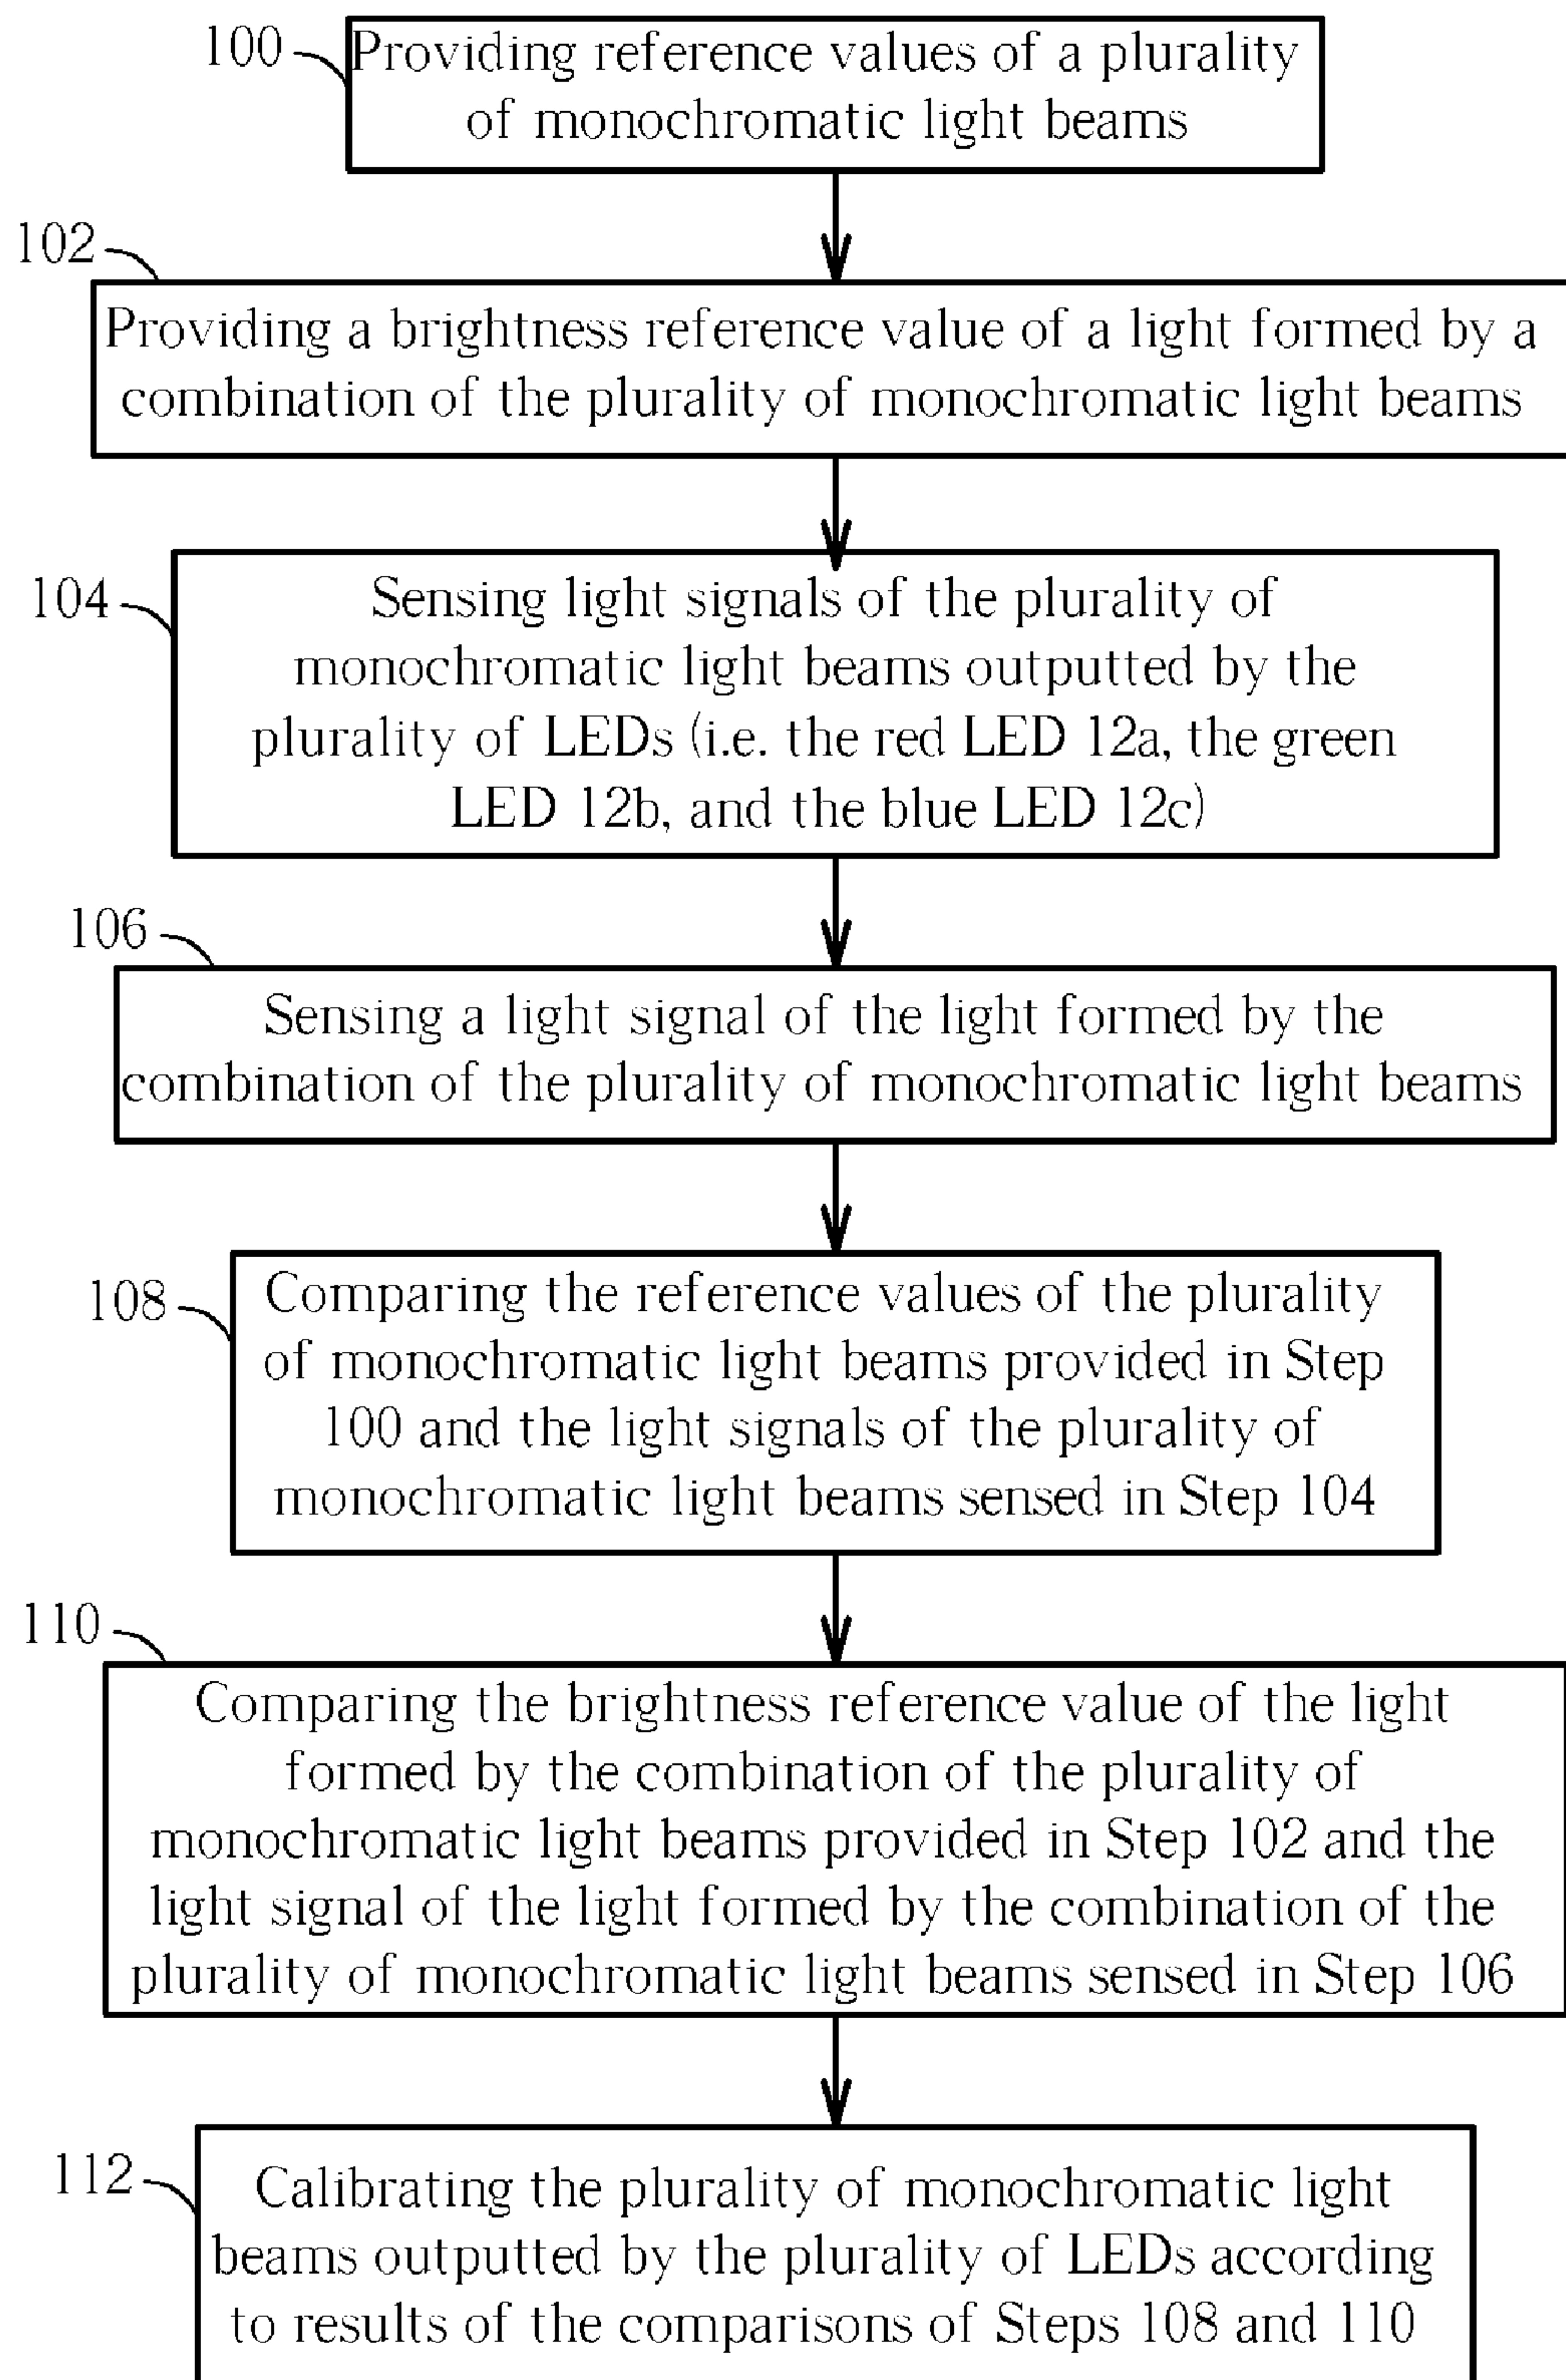 100
Providing reference values of a plurality
of monochromatic light beams
102
Providing a brightness reference value of a light formed by a
combination of the plurality of monochromatic light beams
104
Sensing light signals of the plurality of
monochromatic light beams outputted by the
plurality of LEDs (i.e. the red LED 12a, the green
LED 12b, and the blue LED 12c)
106
Sensing a light signal of the light formed by the
combination of the plurality of monochromatic light beams
108
Comparing the reference values of the plurality
of monochromatic light beams provided in Step
100 and the light signals of the plurality of
monochromatic light beams sensed in Step 104
110
Comparing the brightness reference value of the light
formed by the combination of the plurality of
monochromatic light beams provided in Step 102 and the
light signal of the light formed by the combination of the
plurality of monochromatic light beams sensed in Step 106
112
Calibrating the plurality of monochromatic light
beams outputted by the plurality of LEDs according
to results of the comparisons of Steps 108 and 110